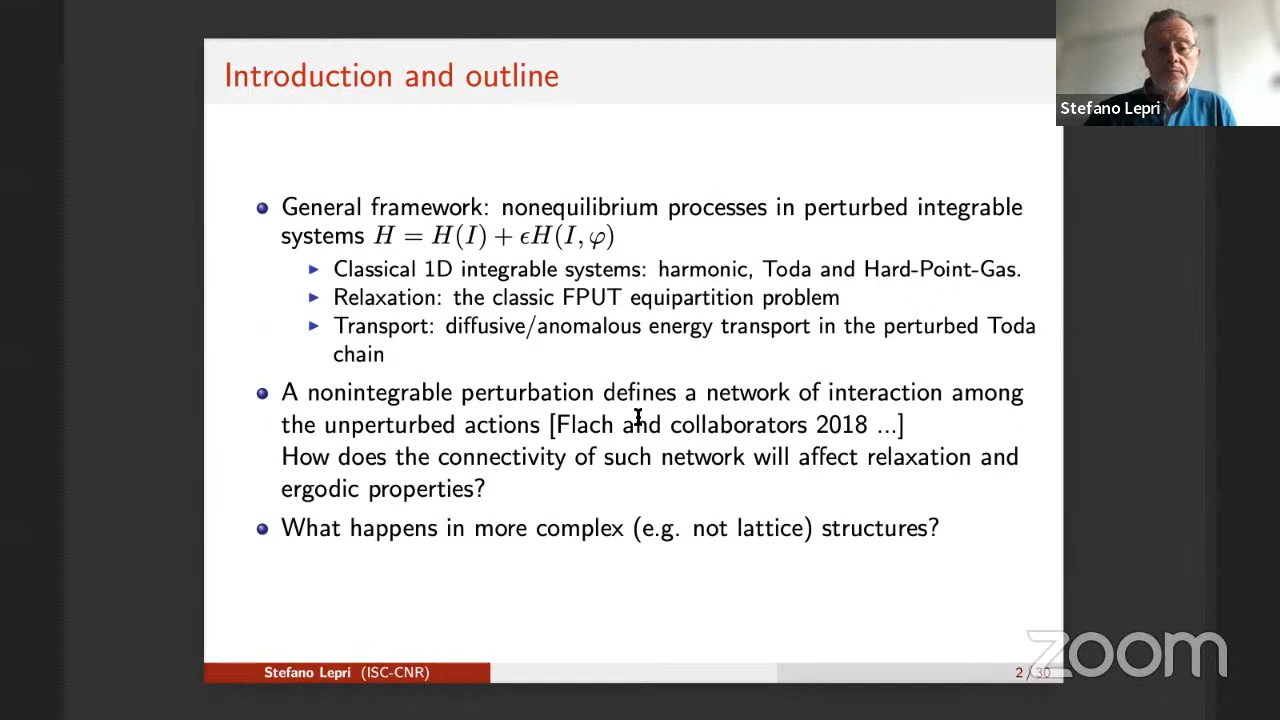 Introduction and outline
Stefano Lepri
General framework: nonequilibrium processes in perturbed integrable
systems H = H(I) + ϵH(I, φ)
Classical 1D integrable systems: harmonic, Toda and Hard-Point-Gas.
Relaxation: the classic FPUT equipartition problem
Transport: diffusive/anomalous energy transport in the perturbed Toda
chain
A nonintegrable perturbation defines a network of interaction among
the unperturbed actions [Flach and collaborators 2018 ...]
How does the connectivity of such network will affect relaxation and
ergodic properties?
What happens in more complex (e.g. not lattice) structures?
Stefano Lepri (ISC-CNR)
2 / 30
zoom